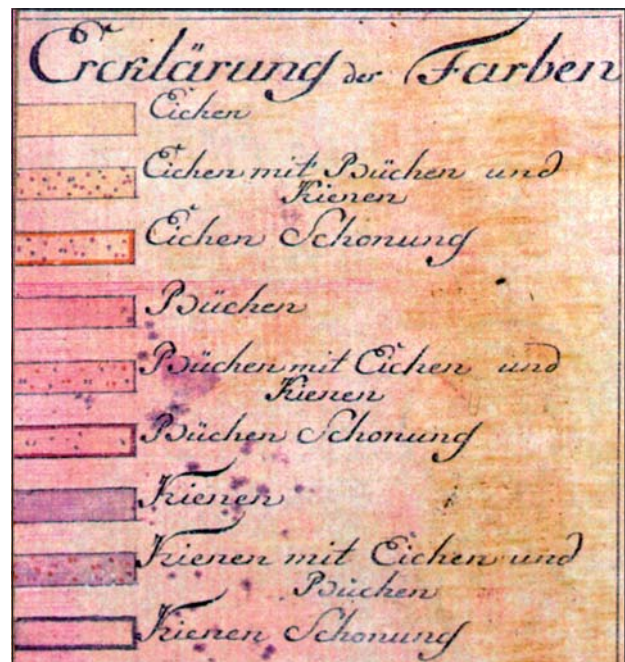 Ercklärung der Farben
Eichen
Eichen mit Büchen und
Kienen
Eichen Schonung
Büchen
Büchen mit Eichen und
Kienen
Büchen Schonung
Kienen
Kienen mit Eichen und
Büchen
Kienen Schonung